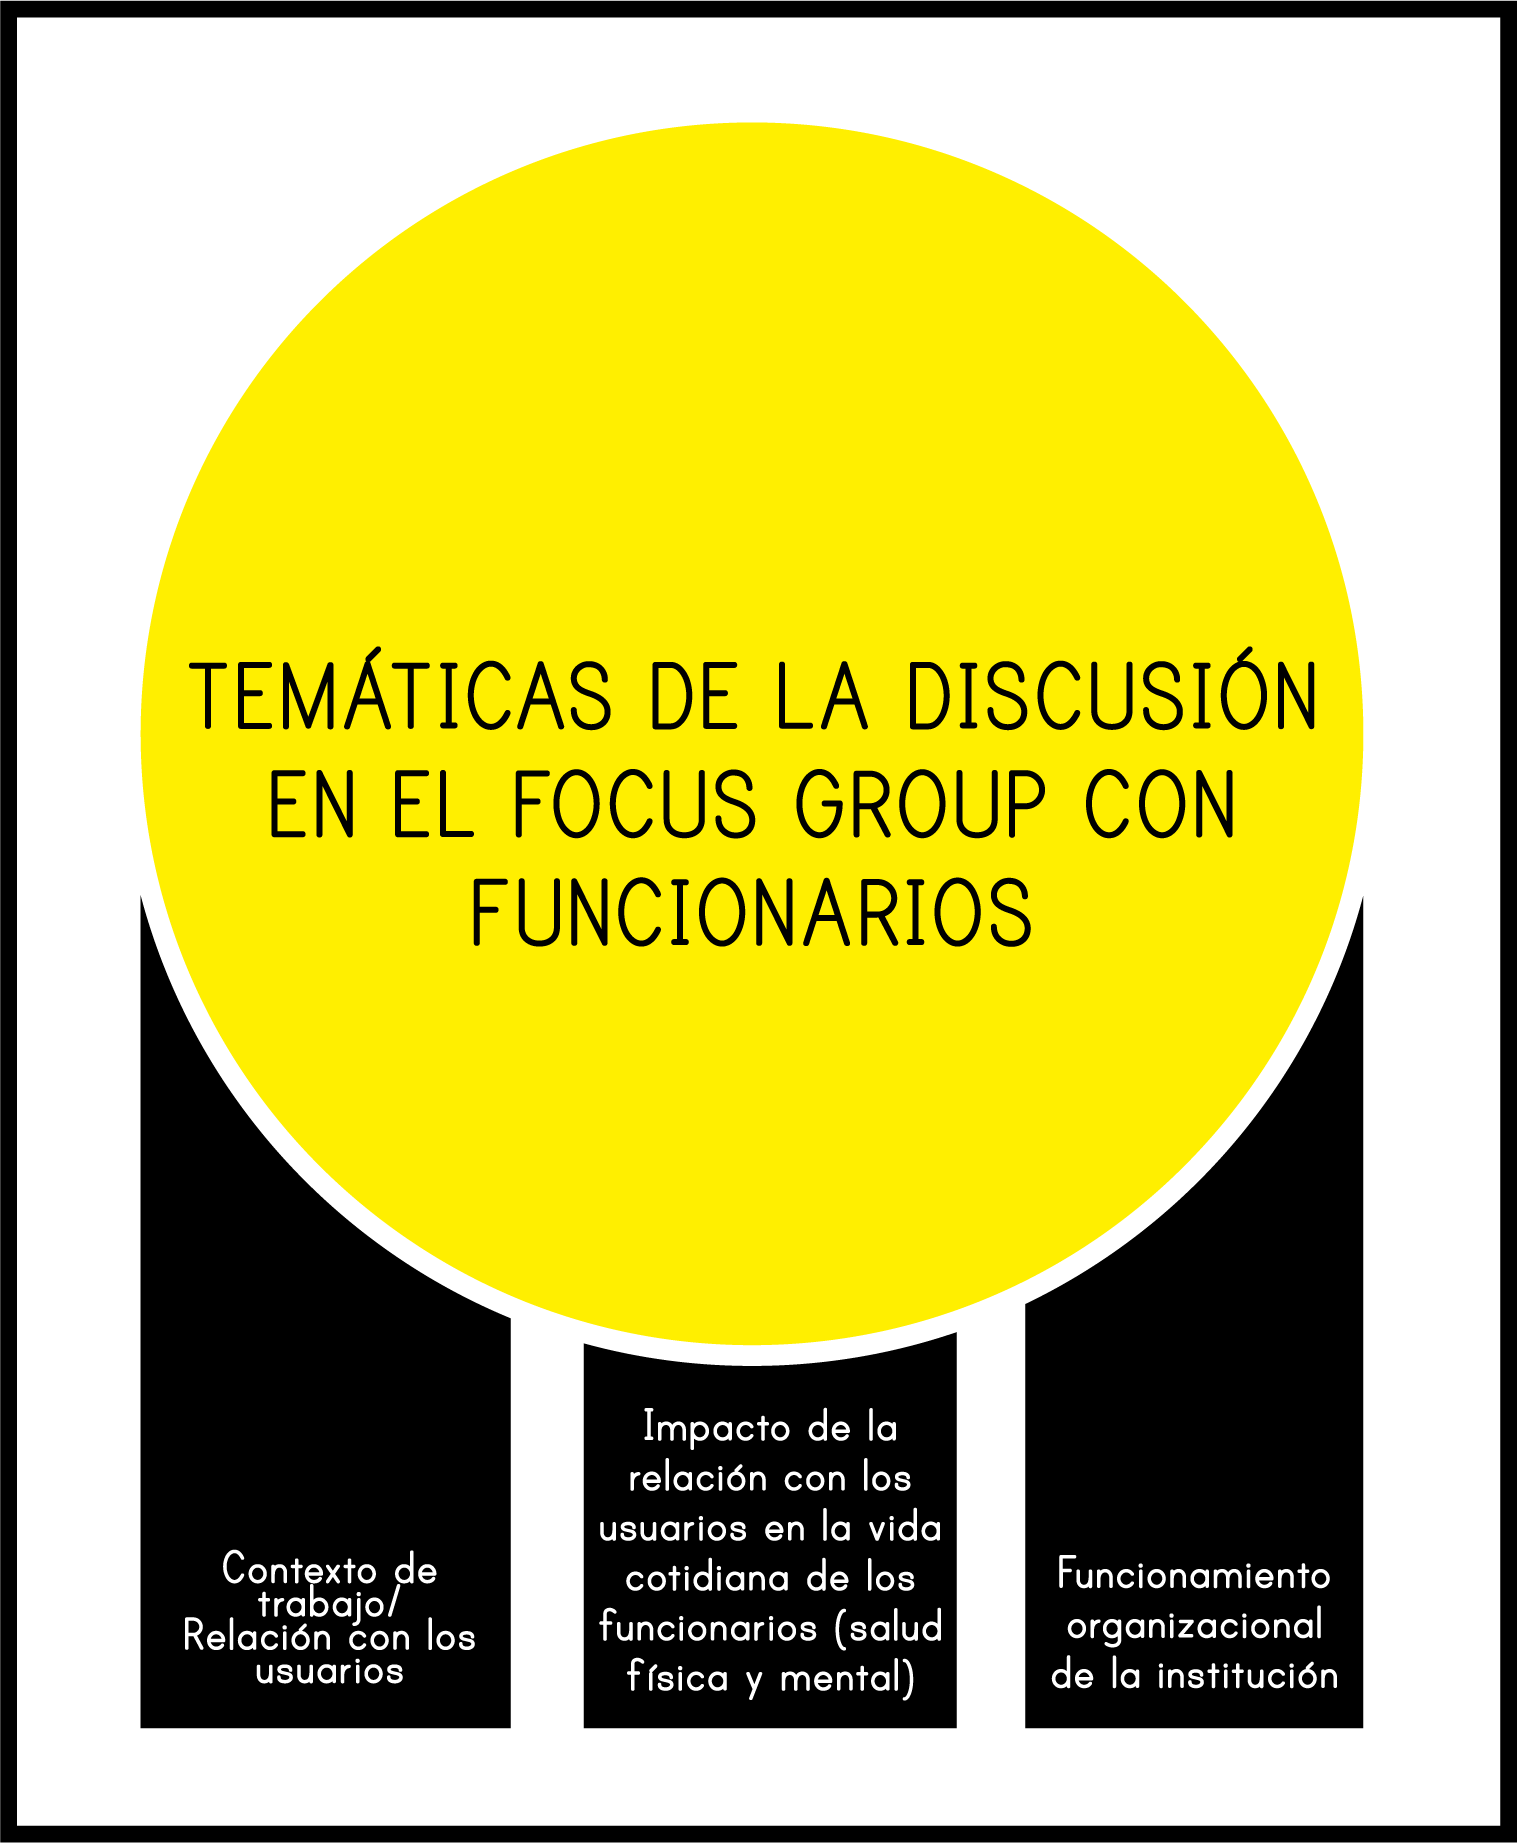 TEMÁTICAS DE LA DISCUSIÓN
EN EL FOCUS GROUP CON
FUNCIONARIOS
Contexto de
trabajo/
Relación con los
usuarios
Impacto de la
relación con los
usuarios en la vida
cotidiana de los
funcionarios (salud
física y mental)
Funcionamiento
organizacional
de la institución